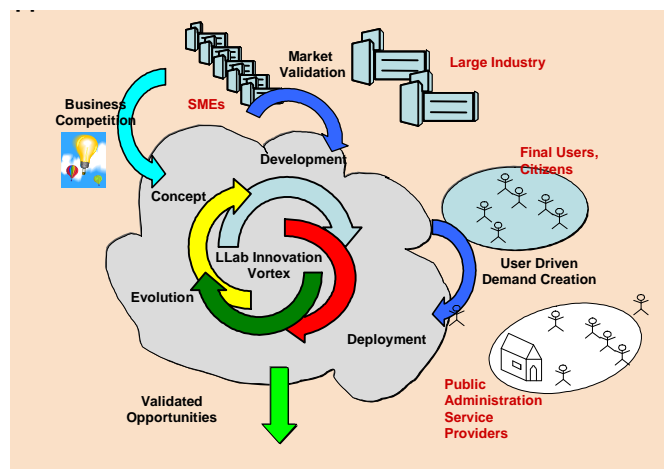 Market
Validation
Large Industry
Business
Competition
SMEs
Development
Final Users,
Citizens
Concept
LLab Innovation
Vortex
User Driven
Demand Creation
Evolution
Deployment
Validated
Opportunities
Public
Administration
Service
Providers